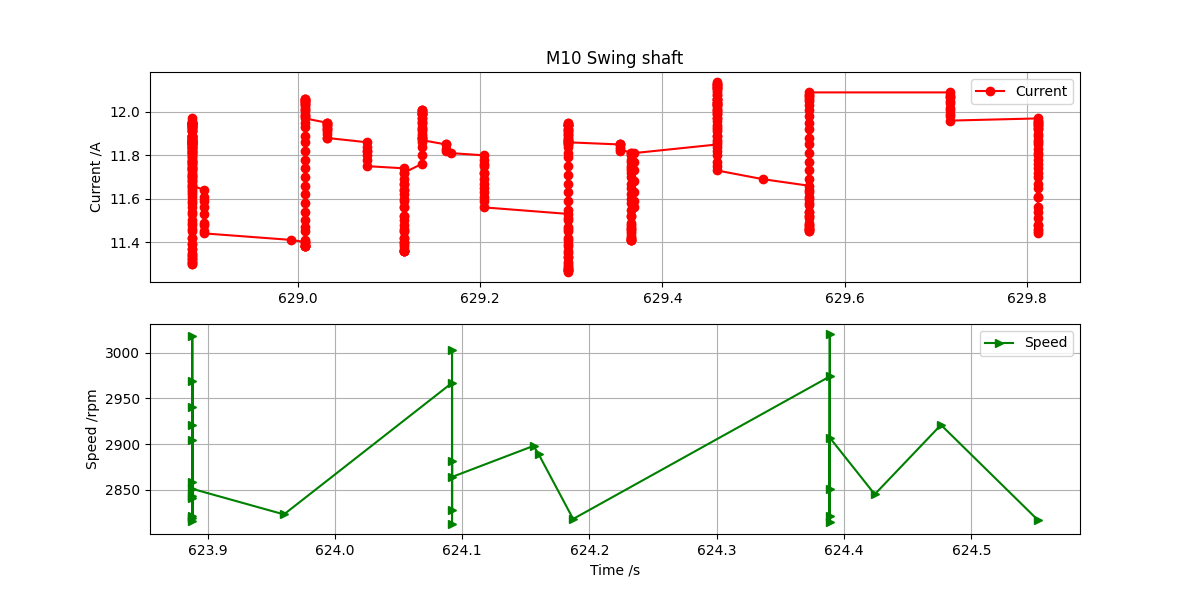 M10 Swing shaft
Current /A
12.0
11.8
11.6
11.4
Current
629.0 629.2 629.4 629.6 629.8
Speed /rpm
3000
2950
2900
2850
Speed
623.9 624.0 624.1 624.2 624.3 624.4 624.5
Time /s